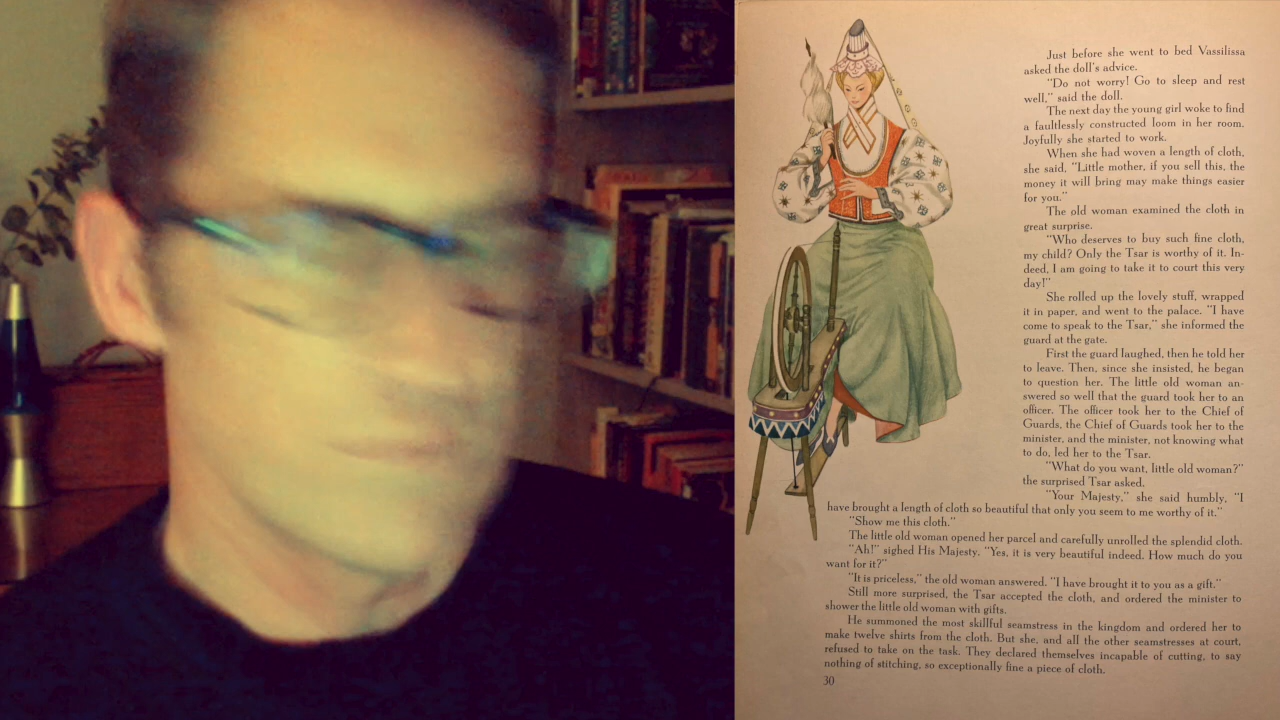 Just before she went to bed Vassilissa
asked the doll's advice.
"Do not worry! Go to sleep and rest
well," said the doll.
The next day the young girl woke to find
a faultlessly constructed loom in her room.
Joyfully she started to work.
When she had woven a length of cloth,
she said, "Little mother, if you sell this, the
money it will bring may make things easier
for you."
The old woman examined the cloth in
great surprise.
"Who deserves to buy such fine cloth,
my child? Only the Tsar is worthy of it. In-
deed, I am going to take it to court this very
day!"
She rolled up the lovely stuff, wrapped
it in paper, and went to the palace. "I have
come to speak to the Tsar," she informed the
guard at the gate.
First the guard laughed, then he told her
to leave. Then, since she insisted, he began
to question her. The little old woman an-
swered so well that the guard took her to an
officer. The officer took her to the Chief of
Guards, the Chief of Guards took her to the
minister, and the minister, not knowing what
to do, led her to the Tsar.
"What do you want, little old woman?"
the surprised Tsar asked.
"Your Majesty," she said humbly, "I
have brought a length of cloth so beautiful that only you seem to me worthy of it."
"Show me this cloth."
The little old woman opened her parcel and carefully unrolled the splendid cloth.
"Ah!" sighed His Majesty. "Yes, it is very beautiful indeed. How much do you
want for it?"
"It is priceless," the old woman answered. "I have brought it to you as a gift."
Still more surprised, the Tsar accepted the cloth, and ordered the minister to
shower the little old woman with gifts.
He summoned the most skillful seamstress in the kingdom and ordered her to
make twelve shirts from the cloth. But she, and all the other seamstresses at court,
refused to take on the task. They declared themselves incapable of cutting, to say
nothing of stitching, so exceptionally fine a piece of cloth.
30